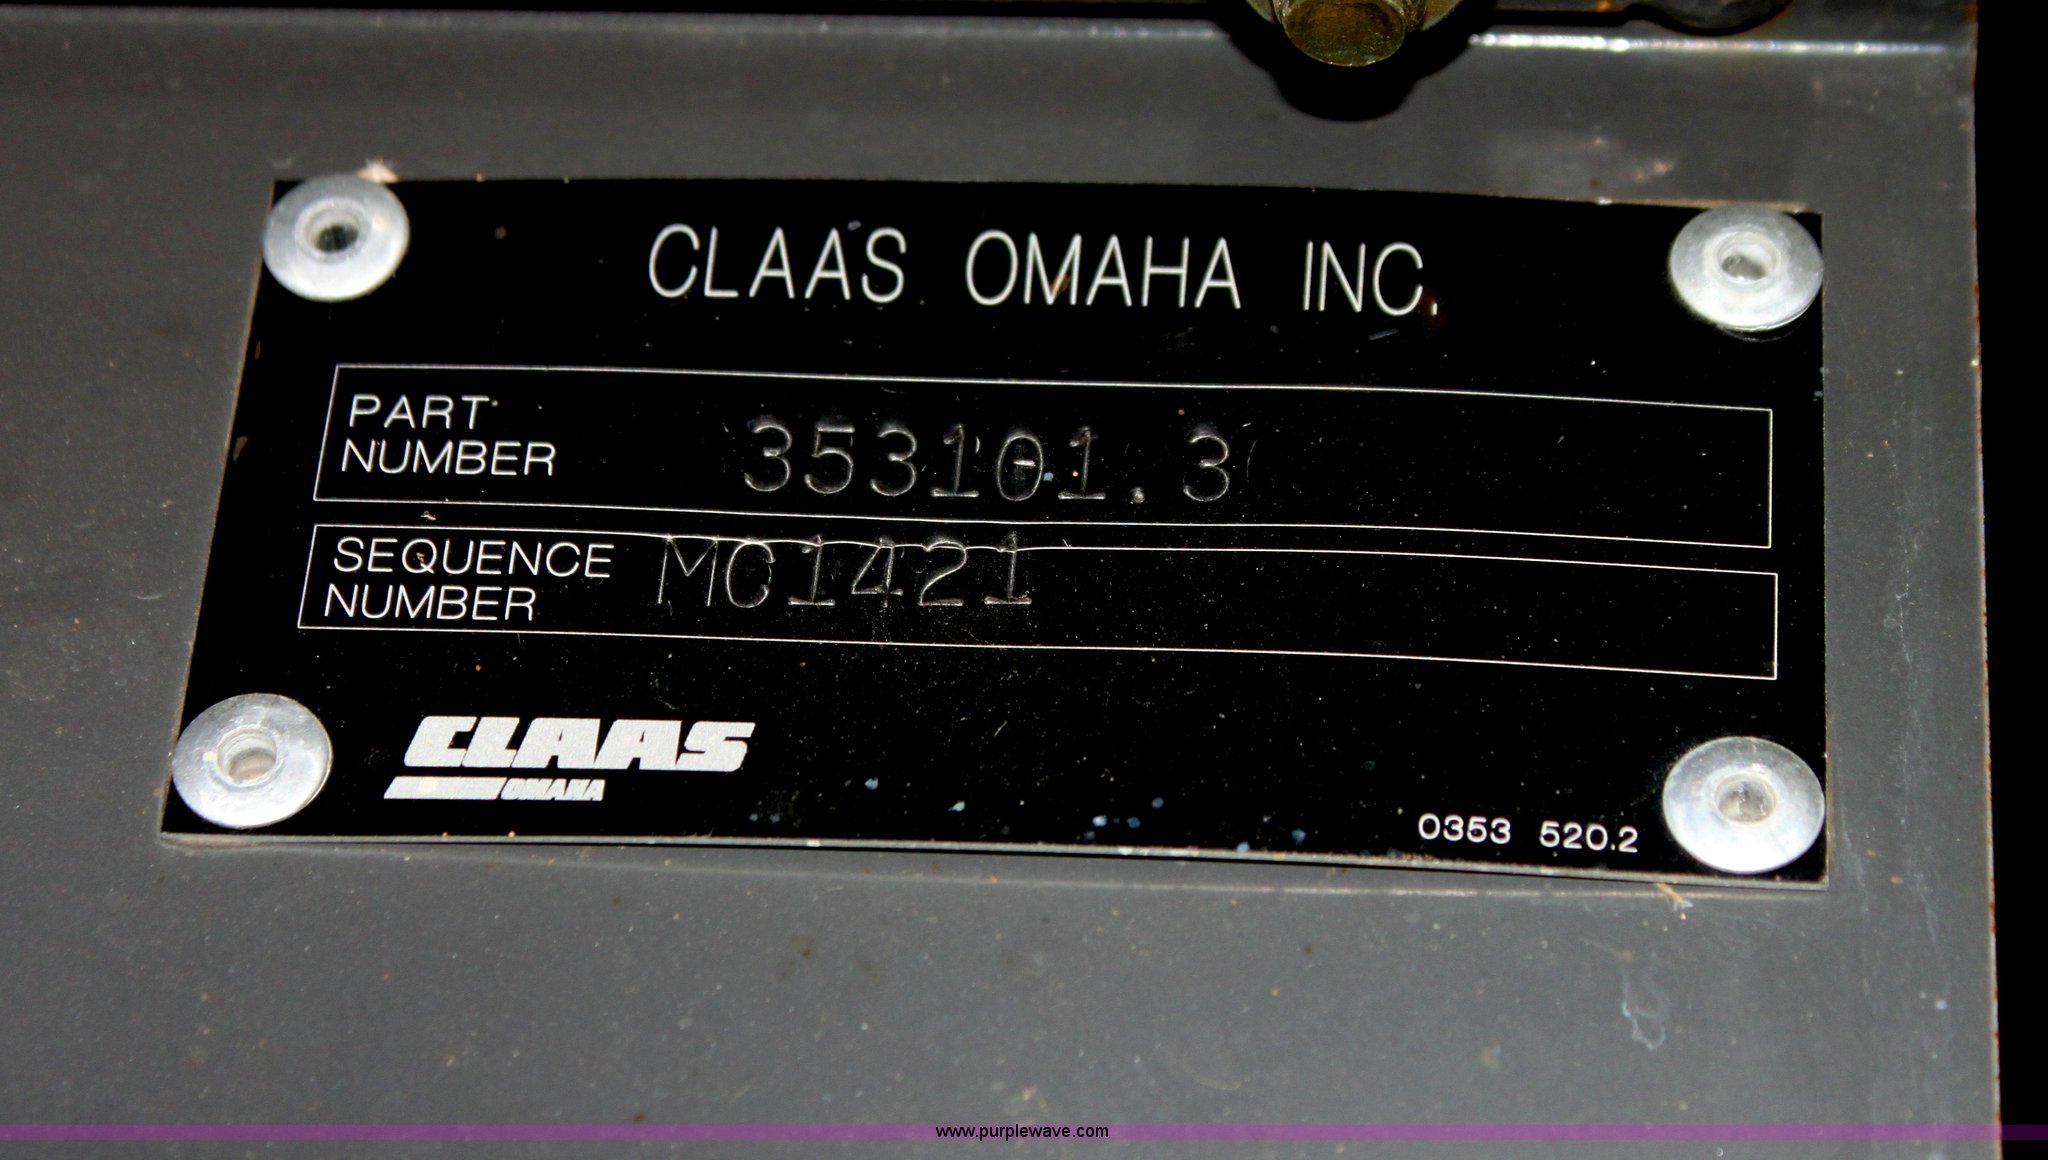 CLAAS OMAHA INC.
PART
NUMBER
353101.3
SEQUENCE
NUMBER
MC1421
CLAAS
OMAHA
0353 520.2
www.purplewave.com